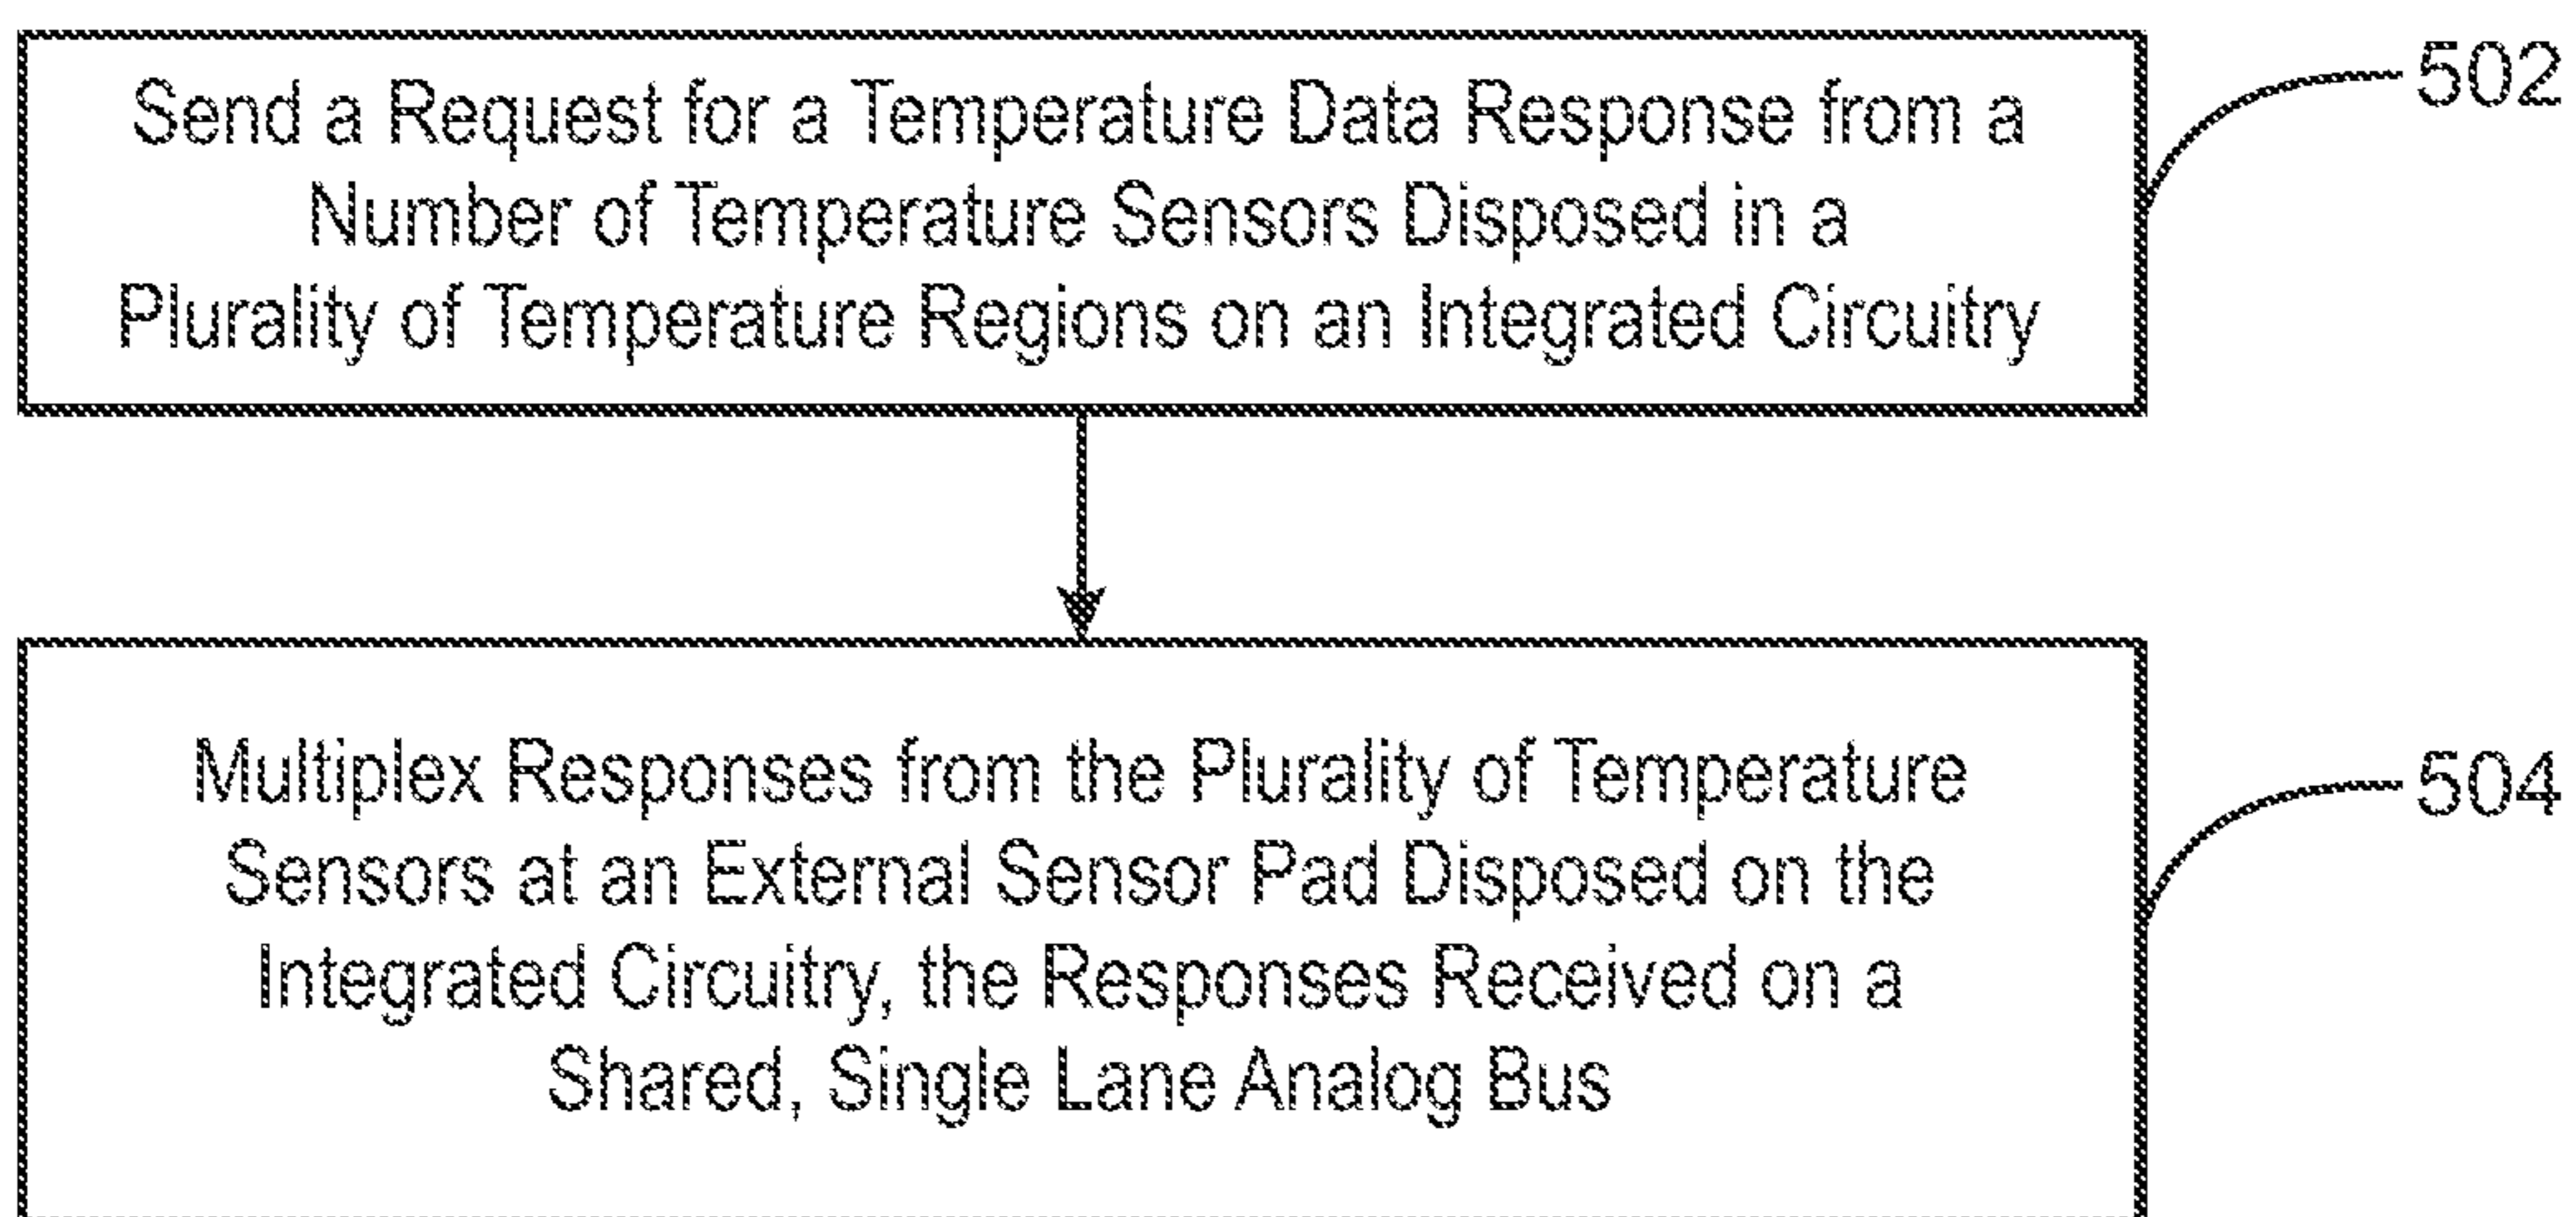 Send a Request for a Temperature Data Response from a
Number of Temperature Sensors Disposed in a
Plurality of Temperature Regions on an Integrated Circuitry
502
Multiplex Responses from the Plurality of Temperature
Sensors at an External Sensor Pad Disposed on the
Integrated Circuitry, the Responses Received on a
Shared, Single Lane Analog Bus
504